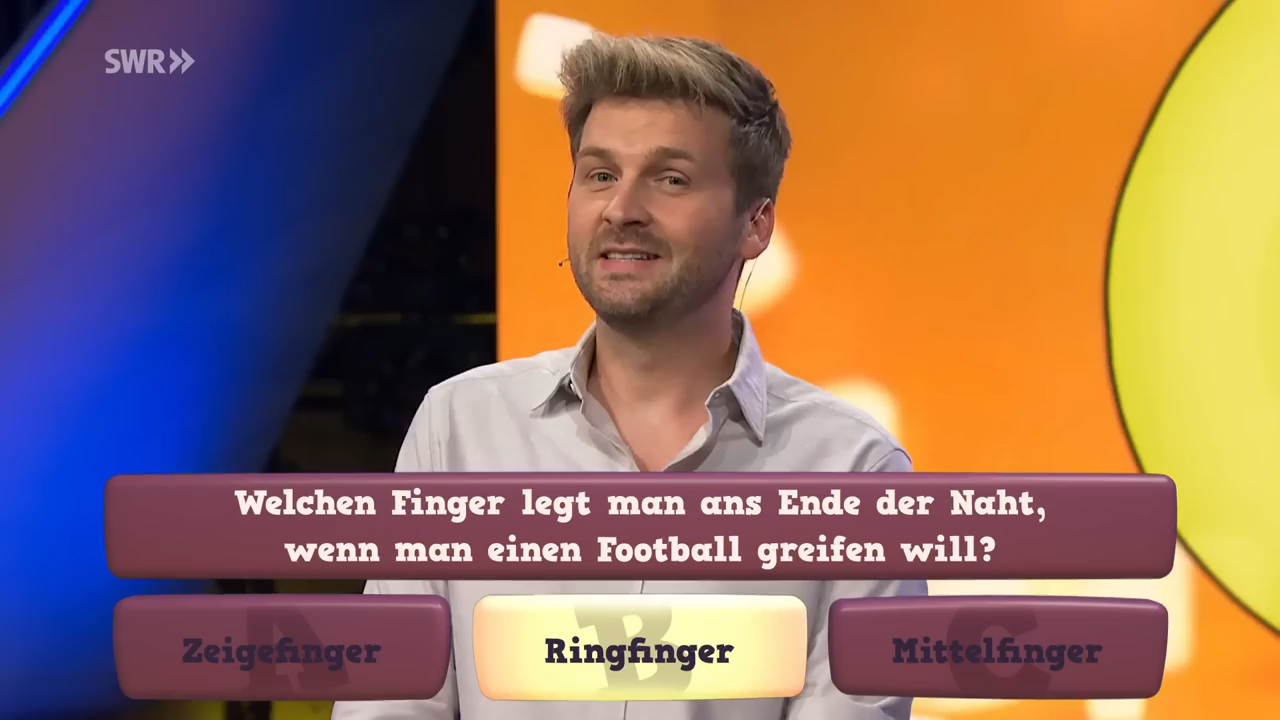 SWR
Welchen Finger legt man ans Ende der Naht,
wenn man einen Football greifen will?
A Zeigefinger
B Ringfinger
C Mittelfinger